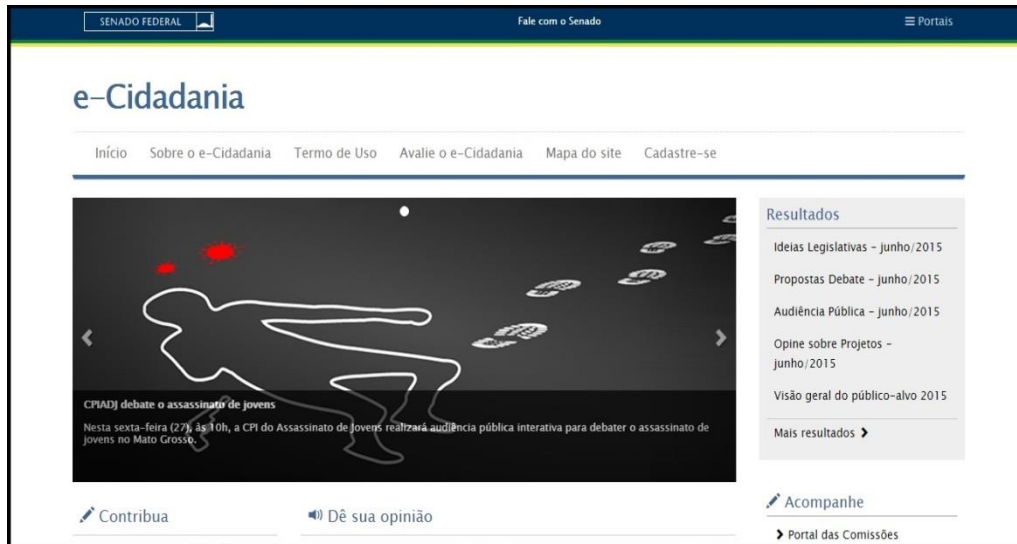 SENADO FEDERAL
Fale com o Senado
Portais
e-Cidadania
Início Sobre o e-Cidadania Termo de Uso Avalie o e-Cidadania Mapa do site Cadastre-se
CPIADJ debate o assassinato de jovens
Nesta sexta-feira (27), às 10h, a CPI do Assassinato de Jovens realizará audiência pública interativa para debater o assassinato de
jovens no Mato Grosso.
Resultados
Ideias Legislativas - junho/2015
Propostas Debate - junho/2015
Audiência Pública - junho/2015
Opine sobre Projetos -
junho/2015
Visão geral do público-alvo 2015
Mais resultados
Contribua
Dê sua opinião
Acompanhe
Portal das Comissões